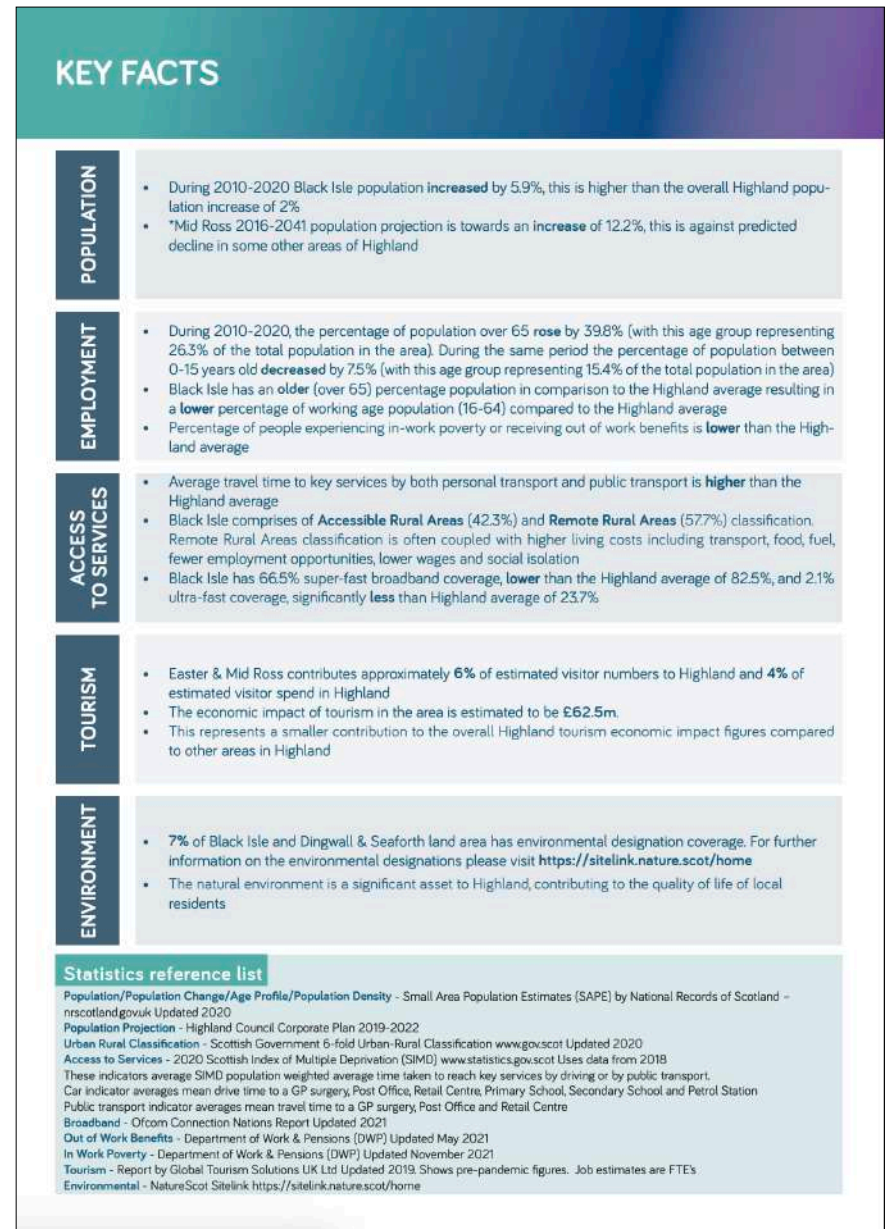 KEY FACTS
POPULATION
• During 2010-2020 Black Isle population increased by 5.9%, this is higher than the overall Highland popu-
lation increase of 2%
• *Mid Ross 2016-2041 population projection is towards an increase of 12.2%, this is against predicted
decline in some other areas of Highland
EMPLOYMENT
• During 2010-2020, the percentage of population over 65 rose by 39.8% (with this age group representing
26.3% of the total population in the area). During the same period the percentage of population between
0-15 years old decreased by 7.5% (with this age group representing 15.4% of the total population in the area)
• Black Isle has an older (over 65) percentage population in comparison to the Highland average resulting in
a lower percentage of working age population (16-64) compared to the Highland average
• Percentage of people experiencing in-work poverty or receiving out of work benefits is lower than the High-
land average
ACCESS
TO SERVICES
• Average travel time to key services by both personal transport and public transport is higher than the
Highland average
• Black Isle comprises of Accessible Rural Areas (42.3%) and Remote Rural Areas (57.7%) classification.
Remote Rural Areas classification is often coupled with higher living costs including transport, food, fuel,
fewer employment opportunities, lower wages and social isolation
• Black Isle has 66.5% super-fast broadband coverage, lower than the Highland average of 82.5%, and 2.1%
ultra-fast coverage, significantly less than Highland average of 23.7%
TOURISM
• Easter & Mid Ross contributes approximately 6% of estimated visitor numbers to Highland and 4% of
estimated visitor spend in Highland
• The economic impact of tourism in the area is estimated to be £62.5m.
• This represents a smaller contribution to the overall Highland tourism economic impact figures compared
to other areas in Highland
ENVIRONMENT
• 7% of Black Isle and Dingwall & Seaforth land area has environmental designation coverage. For further
information on the environmental designations please visit https://sitelink.nature.scot/home
• The natural environment is a significant asset to Highland, contributing to the quality of life of local
residents
Statistics reference list
Population/Population Change/Age Profile/Population Density - Small Area Population Estimates (SAPE) by National Records of Scotland –
nrscotland.gov.uk Updated 2020
Population Projection - Highland Council Corporate Plan 2019-2022
Urban Rural Classification - Scottish Government 6-fold Urban-Rural Classification www.gov.scot Updated 2020
Access to Services - 2020 Scottish Index of Multiple Deprivation (SIMD) www.statistics.gov.scot Uses data from 2018
These indicators average SIMD population weighted average time taken to reach key services by driving or by public transport.
Car indicator averages mean drive time to a GP surgery, Post Office, Retail Centre, Primary School, Secondary School and Petrol Station
Public transport indicator averages mean travel time to a GP surgery, Post Office and Retail Centre
Broadband - Ofcom Connection Nations Report Updated 2021
Out of Work Benefits - Department of Work & Pensions (DWP) Updated May 2021
In Work Poverty - Department of Work & Pensions (DWP) Updated November 2021
Tourism - Report by Global Tourism Solutions UK Ltd Updated 2019. Shows pre-pandemic figures. Job estimates are FTE's
Environmental - NatureScot Sitelink https://sitelink.nature.scot/home